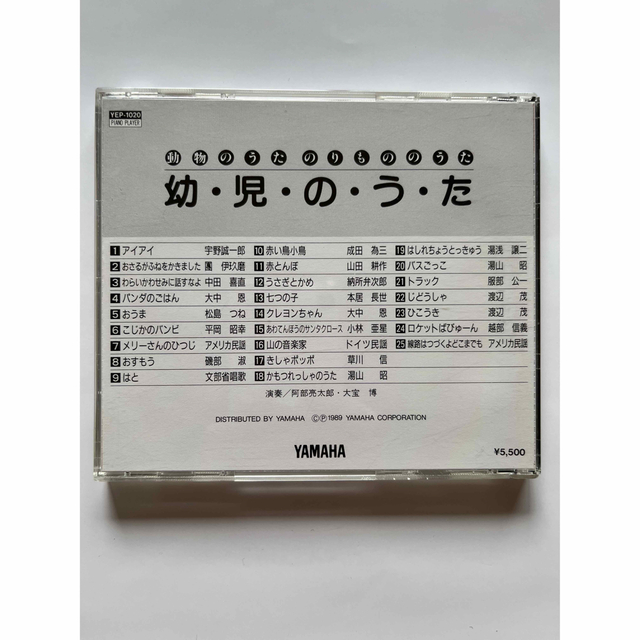 YEP-1020
PIANO PLAYER
動物のうた のりもののうた
幼・児・の・う・た
1 アイアイ 宇野誠一郎
2 おさるがふねをかきました 團 伊玖磨
3 わらいかわせみに話すなよ 中田 喜直
4 パンダのごはん 大中 恩
5 おうま 松島 つね
6 こじかのバンビ 平岡 昭幸
7 メリーさんのひつじ アメリカ民謡
8 おすもう 磯部 淑
9 はと 文部省唱歌
10 赤い鳥小鳥 成田 為三
11 赤とんぼ 山田 耕作
12 うさぎとかめ 納所弁次郎
13 七つの子 本居 長世
14 クレヨンちゃん 大中 恩
15 あわてんぼうのサンタクロース 小林 亜星
16 山の音楽家 ドイツ民謡
17 きしゃポッポ 草川 信
18 かもつれっしゃのうた 湯山 昭
19 はしれちょうとっきゅう 湯浅 譲二
20 バスごっこ 湯山 昭
21 トラック 服部 公一
22 じどうしゃ 渡辺 茂
23 ひこうき 渡辺 茂
24 ロケットばびゅーん 越部 信義
25 線路はつづくよどこまでも アメリカ民謡
演奏/阿部亮太郎・大宝 博
DISTRIBUTED BY YAMAHA ©Ⓟ1989 YAMAHA CORPORATION
YAMAHA
¥5,500